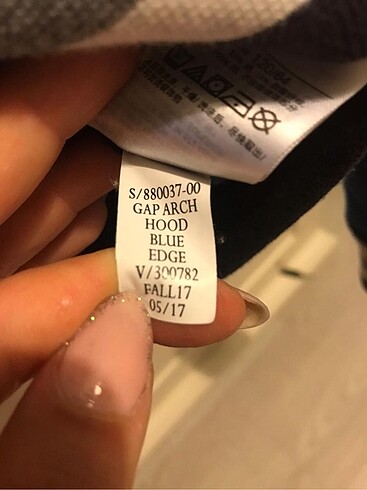 S/880037-00
GAP ARCH
HOOD
BLUE
EDGE
V/300782
FALL17
05/17